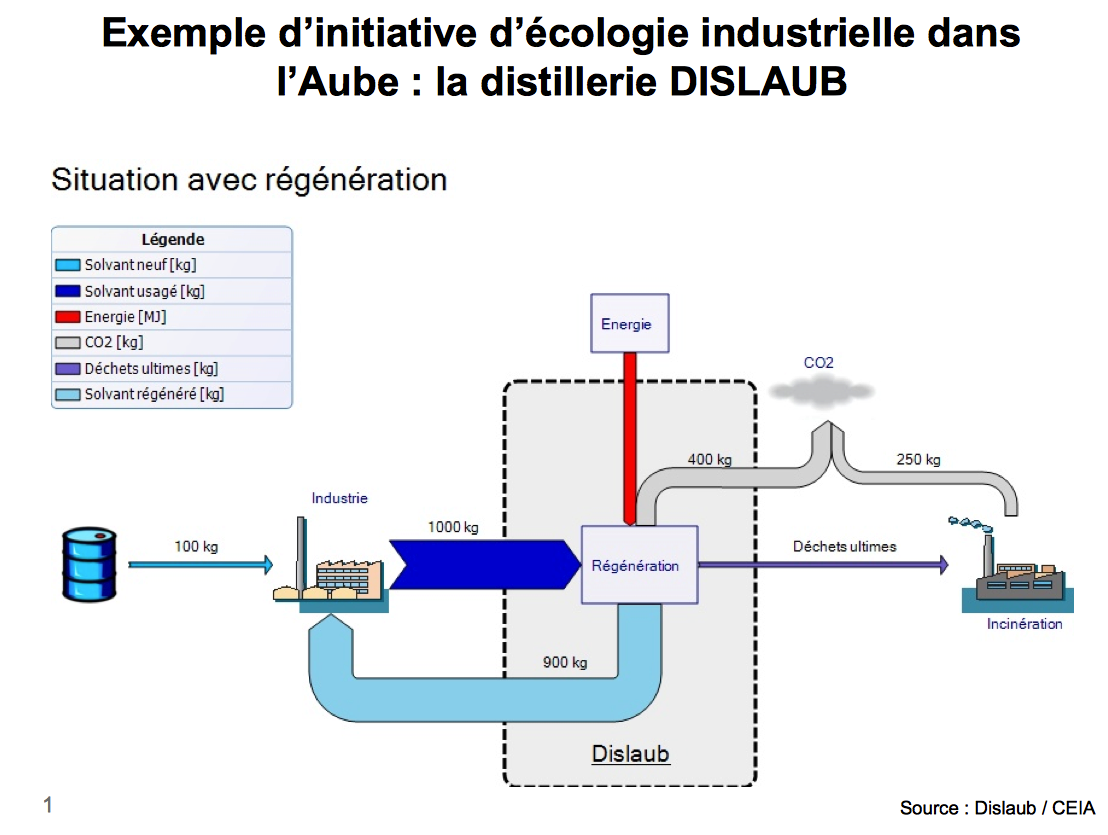 Exemple d’initiative d’écologie industrielle dans
l’Aube : la distillerie DISLAUB
Situation avec régénération
Légende
Solvant neuf [kg]
Solvant usagé [kg]
Energie [MJ]
CO2 [kg]
Déchets ultimes [kg]
Solvant régénéré [kg]
Energie
CO2
400 kg
250 kg
Industrie
1000 kg
100 kg
Régénération
Déchets ultimes
Incinération
900 kg
Dislaub
1
Source : Dislaub / CEIA